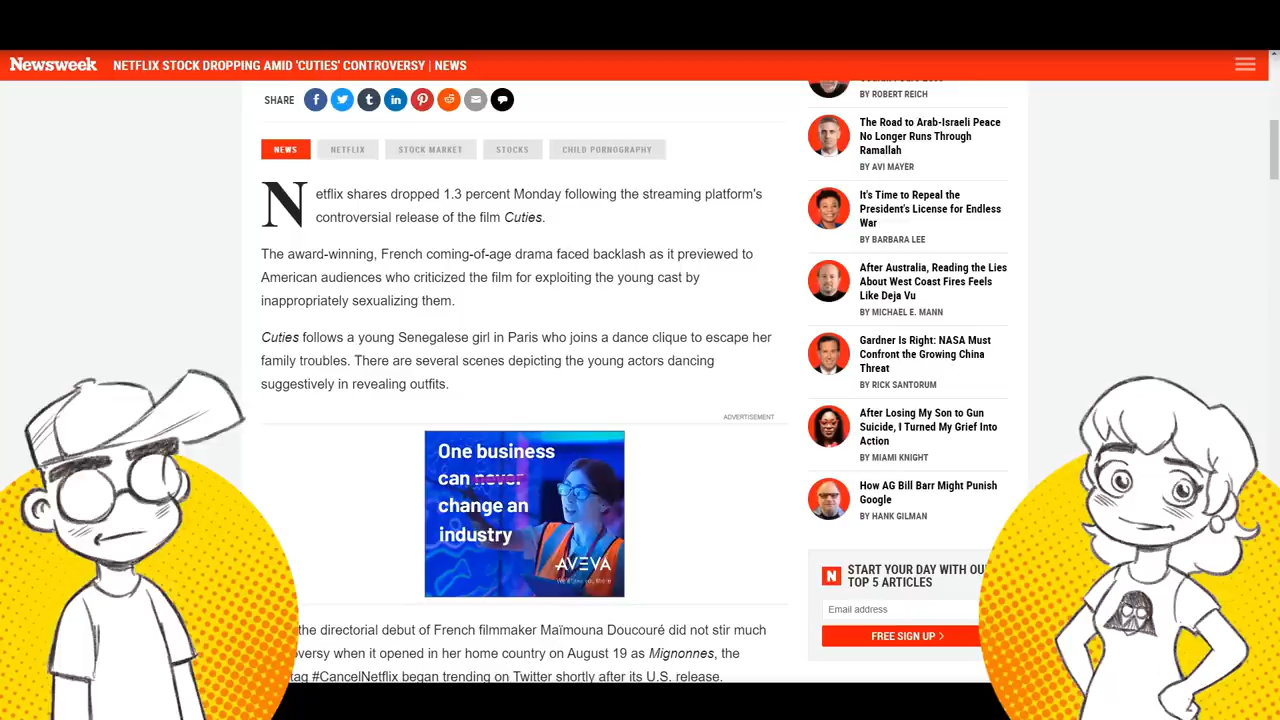 Newsweek NETFLIX STOCK DROPPING AMID 'CUTIES' CONTROVERSY | NEWS
SHARE
NEWS NETFLIX STOCK MARKET STOCKS CHILD PORNOGRAPHY
Netflix shares dropped 1.3 percent Monday following the streaming platform's
controversial release of the film Cuties.
The award-winning, French coming-of-age drama faced backlash as it previewed to
American audiences who criticized the film for exploiting the young cast by
inappropriately sexualizing them.
Cuties follows a young Senegalese girl in Paris who joins a dance clique to escape her
family troubles. There are several scenes depicting the young actors dancing
suggestively in revealing outfits.
ADVERTISEMENT
One business
can never
change an
industry
AVEVA
the directorial debut of French filmmaker Maïmouna Doucouré did not stir much
oversy when it opened in her home country on August 19 as Mignonnes, the
tag #CancelNetflix began trending on Twitter shortly after its U.S. release.
BY ROBERT REICH
The Road to Arab-Israeli Peace
No Longer Runs Through
Ramallah
BY AVI MAYER
It's Time to Repeal the
President's License for Endless
War
BY BARBARA LEE
After Australia, Reading the Lies
About West Coast Fires Feels
Like Deja Vu
BY MICHAEL E. MANN
Gardner Is Right: NASA Must
Confront the Growing China
Threat
BY RICK SANTORUM
After Losing My Son to Gun
Suicide, I Turned My Grief Into
Action
BY MIAMI KNIGHT
How AG Bill Barr Might Punish
Google
BY HANK GILMAN
N START YOUR DAY WITH OU
TOP 5 ARTICLES
Email address
FREE SIGN UP >